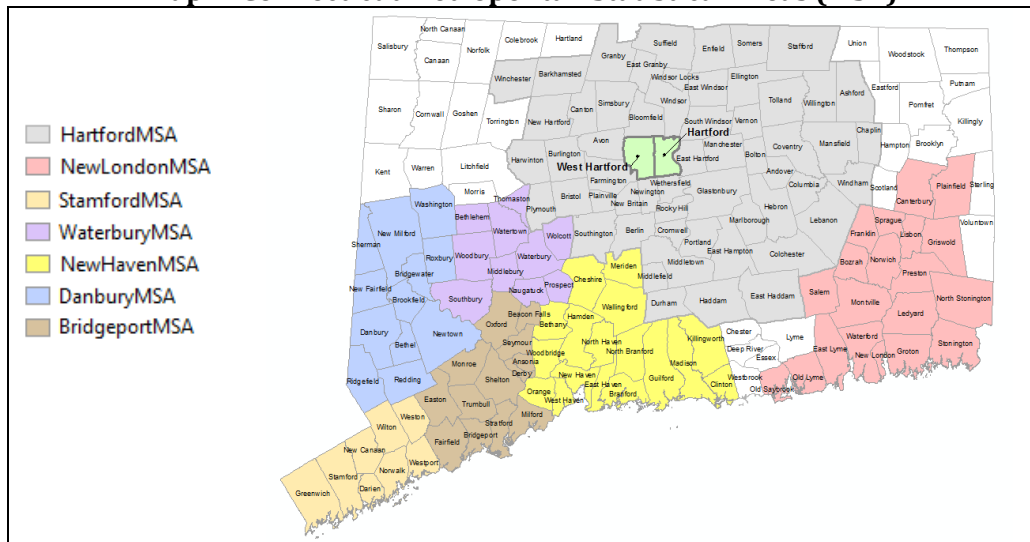 HartfordMSA
NewLondonMSA
StamfordMSA
WaterburyMSA
NewHavenMSA
DanburyMSA
BridgeportMSA
North Canaan
Colebrook
Hartland
Salisbury
Canaan
Norfolk
Granby
Suffield
Enfield
Somers
Stafford
Union
Woodstock
Thompson
East Granby
Winchester
Barkhamsted
Windsor Locks
Ellington
East Windsor
Eastford
Putnam
Ashford
Pomfret
Sharon
Cornwall
Goshen
Torrington
New Hartford
Canton
Simsbury
Windsor
Bloomfield
South Windsor
Vernon
Tolland
Willington
Killingly
Chaplin
Hartford
Avon
Manchester
Coventry
Mansfield
Hampton
Brooklyn
Kent
Warren
Litchfield
Harwinton
Burlington
West Hartford
East Hartford
Bolton
Andover
Morris
Farmington
Wethersfield
Glastonbury
Columbia
Windham
Scotland
Canterbury
Plainfield
Sterling
Washington
Thomaston
Bethlehem
Plymouth
Bristol
Plainville
Newington
New Britain
Rocky Hill
Hebron
Lebanon
Sprague
Voluntown
New Milford
Watertown
Wolcott
Southington
Berlin
Cromwell
Marlborough
Franklin
Lisbon
Griswold
Sherman
Roxbury
Woodbury
Waterbury
Portland
East Hampton
Colchester
Bozrah
Norwich
Bridgewater
Middlebury
Cheshire
Meriden
Middletown
Middlefield
Preston
New Fairfield
Brookfield
Southbury
Naugatuck
Prospect
Wallingford
Durham
Haddam
East Haddam
Salem
Montville
North Stonington
Oxford
Beacon Falls
Bethany
Hamden
Ledyard
Danbury
Bethel
Newtown
Seymour
North Haven
Killingworth
Chester
Lyme
Waterford
Stonington
Woodbridge
North Branford
Deep River
Essex
East Lyme
New London
Groton
Monroe
Ansonia
Derby
Madison
Ridgefield
Redding
Shelton
New Haven
East Haven
Guilford
Clinton
Westbrook
Old Saybrook
Old Lyme
Easton
Trumbull
Orange
West Haven
Branford
Weston
Wilton
Stratford
Milford
Fairfield
Bridgeport
New Canaan
Westport
Norwalk
Stamford
Darien
Greenwich